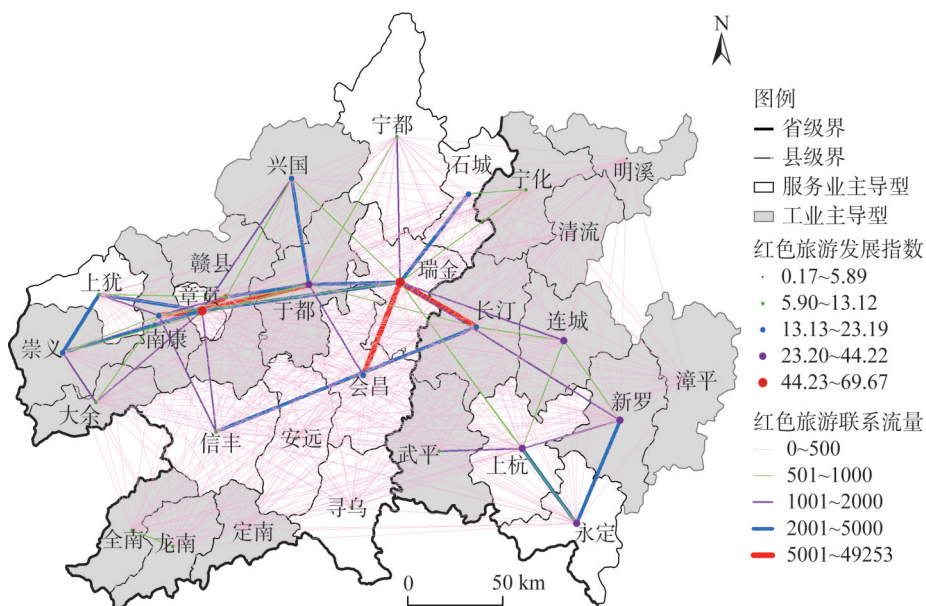 N
宁都
石城
兴国
宁化
明溪
清流
赣县
上犹
章贡
瑞金
长汀
于都
南康
连城
崇义
会昌
漳平
大余
新罗
信丰
安远
武平
上杭
寻乌
全南
龙南
定南
永定
0 50 km
图例
省级界
县级界
服务业主导型
工业主导型
红色旅游发展指数
0.17~5.89
5.90~13.12
13.13~23.19
23.20~44.22
44.23~69.67
红色旅游联系流量
0~500
501~1000
1001~2000
2001~5000
5001~49253